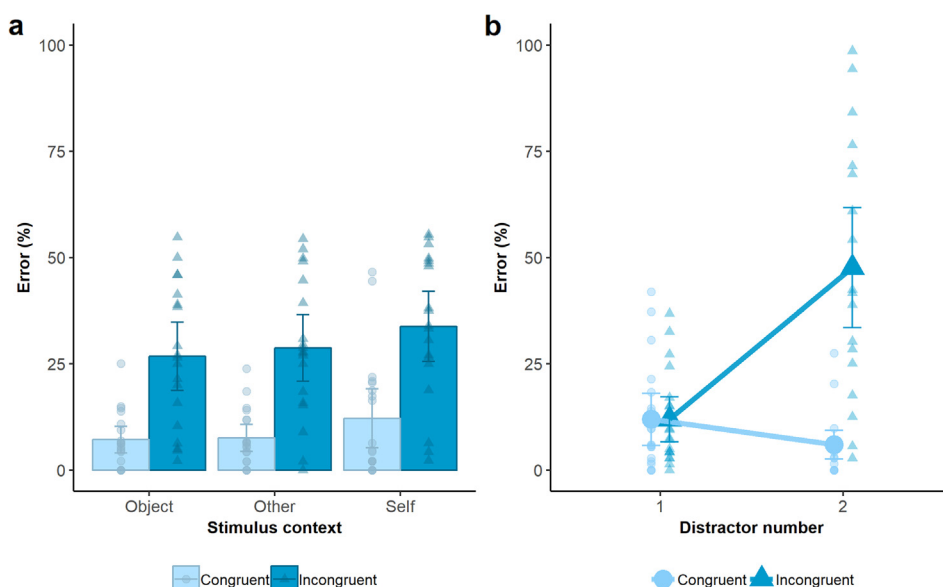 a
100
75
50
25
0
Error (%)
Object Other Self
Stimulus context
Congruent Incongruent
b
100
75
50
25
0
Error (%)
1 2
Distractor number
Congruent Incongruent